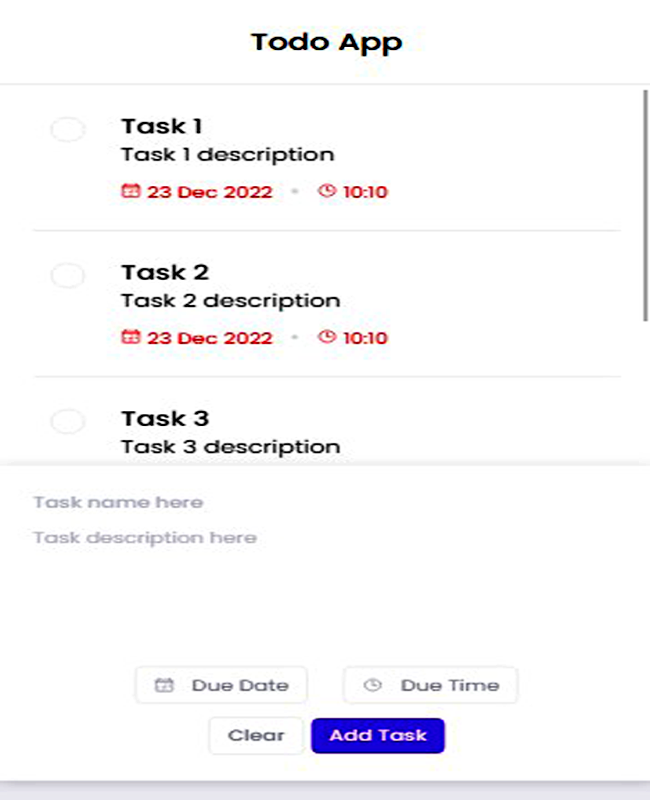 Todo App
Task 1
Task 1 description
23 Dec 2022 • 10:10
Task 2
Task 2 description
23 Dec 2022 • 10:10
Task 3
Task 3 description
Task name here
Task description here
Due Date Due Time
Clear Add Task